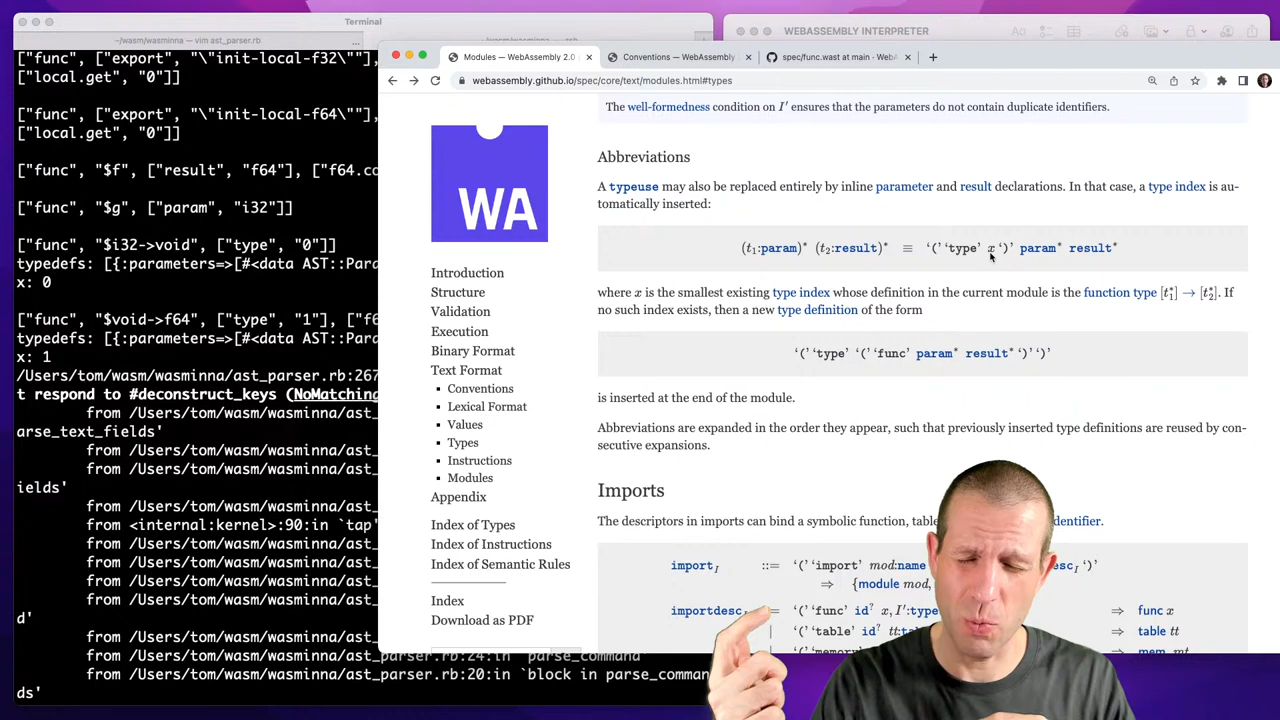 Terminal
~/wasm/wasminna — vim ast_parser.rb
...
["func", ["export", "\"init-local-f32\""],
["local.get", "0"]]
["func", ["export", "\"init-local-f64\""],
["local.get", "0"]]
["func", "$f", ["result", "f64"], ["f64.co
["func", "$g", ["param", "i32"]]
["func", "$i32->void", ["type", "0"]]
typedefs: [{:parameters=>[#<data AST::Para
x: 0
["func", "$void->f64", ["type", "1"], ["f6
typedefs: [{:parameters=>[#<data AST::Para
x: 1
/Users/tom/wasm/wasminna/ast_parser.rb:267
t respond to #deconstruct_keys (NoMatching
from /Users/tom/wasm/wasminna/ast_
arse_text_fields'
from /Users/tom/wasm/wasminna/ast_
from /Users/tom/wasm/wasminna/ast_
ields'
from /Users/tom/wasm/wasminna/ast_
from <internal:kernel>:90:in `tap'
from /Users/tom/wasm/wasminna/ast_
from /Users/tom/wasm/wasminna/ast_
from /Users/tom/wasm/wasminna/ast_
from /Users/tom/wasm/wasminna/ast_
d'
from /Users/tom/wasm/wasminna/ast_
from /Users/tom/wasm/wasminna/ast_parser.rb:24:in `parse_command'
from /Users/tom/wasm/wasminna/ast_parser.rb:20:in `block in parse_comman
ds'
WEBASSEMBLY INTERPRETER
Modules — WebAssembly 2.0
Conventions — WebAssembly
spec/func.wast at main · WebA
webassembly.github.io/spec/core/text/modules.html#types
WA
Introduction
Structure
Validation
Execution
Binary Format
Text Format
Conventions
Lexical Format
Values
Types
Instructions
Modules
Appendix
Index of Types
Index of Instructions
Index of Semantic Rules
Index
Download as PDF
The well-formedness condition on I′ ensures that the parameters do not contain duplicate identifiers.
Abbreviations
A typeuse may also be replaced entirely by inline parameter and result declarations. In that case, a type index is au-
tomatically inserted:
(t₁:param)* (t₂:result)* ≡ ‘(’ ‘type’ x ‘)’ param* result*
where x is the smallest existing type index whose definition in the current module is the function type [t₁*] → [t₂*]. If
no such index exists, then a new type definition of the form
‘(’ ‘type’ ‘(’ ‘func’ param* result* ‘)’ ‘)’
is inserted at the end of the module.
Abbreviations are expanded in the order they appear, such that previously inserted type definitions are reused by con-
secutive expansions.
Imports
The descriptors in imports can bind a symbolic function, table
identifier.
import_I ::= ‘(’ ‘import’ mod:name
esc_I ‘)’
⇒ {module mod,
importdesc
‘(’ ‘func’ id? x, I′:type
⇒ func x
| ‘(’ ‘table’ id? tt:ta
⇒ table tt
⇒ mem mt